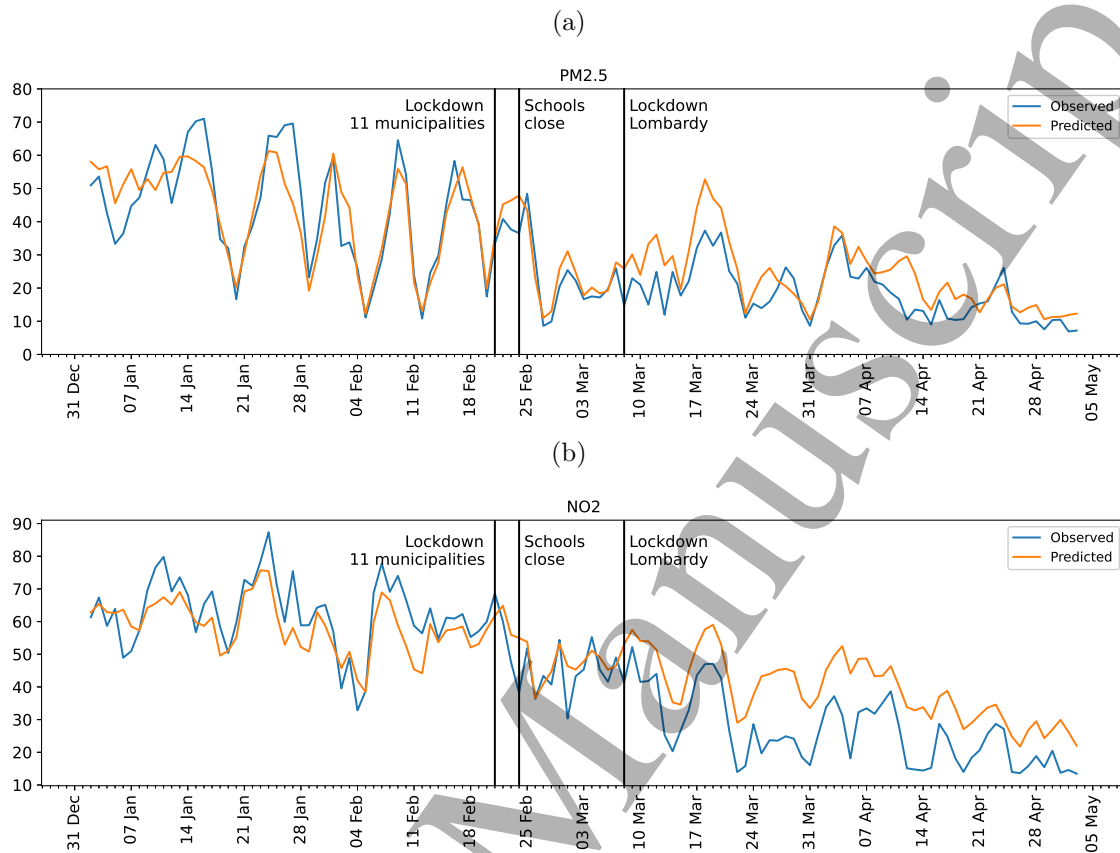 (a)
PM2.5
80
70
60
50
40
30
20
10
0
Lockdown
11 municipalities
Schools
close
Lockdown
Lombardy
Observed
Predicted
31 Dec
07 Jan
14 Jan
21 Jan
28 Jan
04 Feb
11 Feb
18 Feb
25 Feb
03 Mar
10 Mar
17 Mar
24 Mar
31 Mar
07 Apr
14 Apr
21 Apr
28 Apr
05 May
(b)
NO2
90
80
70
60
50
40
30
20
10
Lockdown
11 municipalities
Schools
close
Lockdown
Lombardy
Observed
Predicted
31 Dec
07 Jan
14 Jan
21 Jan
28 Jan
04 Feb
11 Feb
18 Feb
25 Feb
03 Mar
10 Mar
17 Mar
24 Mar
31 Mar
07 Apr
14 Apr
21 Apr
28 Apr
05 May
Manuscrip